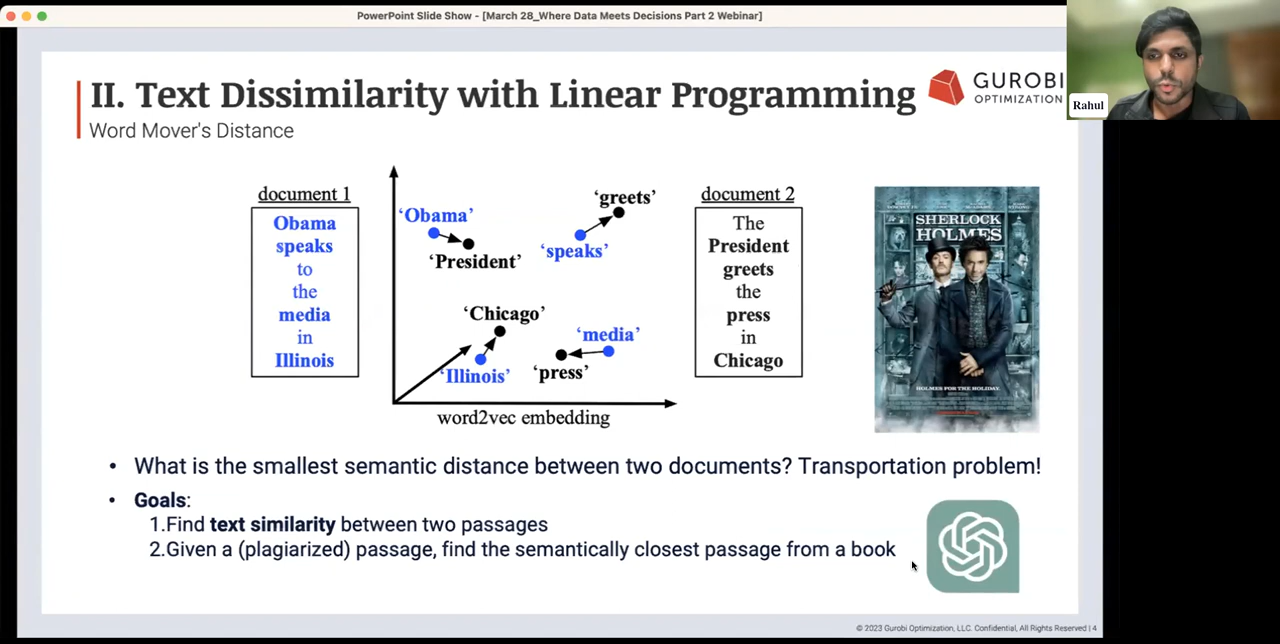 PowerPoint Slide Show - [March 28_Where Data Meets Decisions Part 2 Webinar]
Rahul
II. Text Dissimilarity with Linear Programming
GUROBI
OPTIMIZATION
Word Mover's Distance
document 1
Obama
speaks
to
the
media
in
Illinois
‘Obama’
‘President’
‘greets’
‘speaks’
‘Chicago’
‘Illinois’
‘media’
‘press’
word2vec embedding
document 2
The
President
greets
the
press
in
Chicago
SHERLOCK
HOLMES
HOLMES FOR THE HOLIDAY.
• What is the smallest semantic distance between two documents? Transportation problem!
• Goals:
1.Find text similarity between two passages
2.Given a (plagiarized) passage, find the semantically closest passage from a book
© 2023 Gurobi Optimization, LLC. Confidential, All Rights Reserved | 4